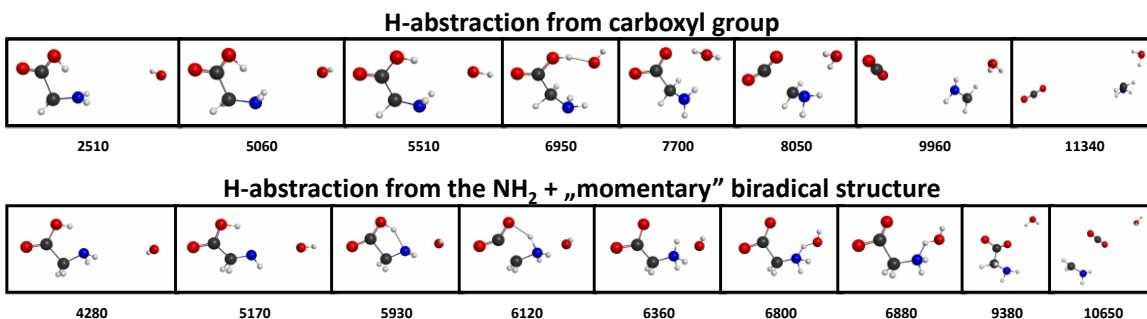 H-abstraction from carboxyl group
2510 5060 5510 6950 7700 8050 9960 11340
H-abstraction from the NH₂ + „momentary” biradical structure
4280 5170 5930 6120 6360 6800 6880 9380 10650